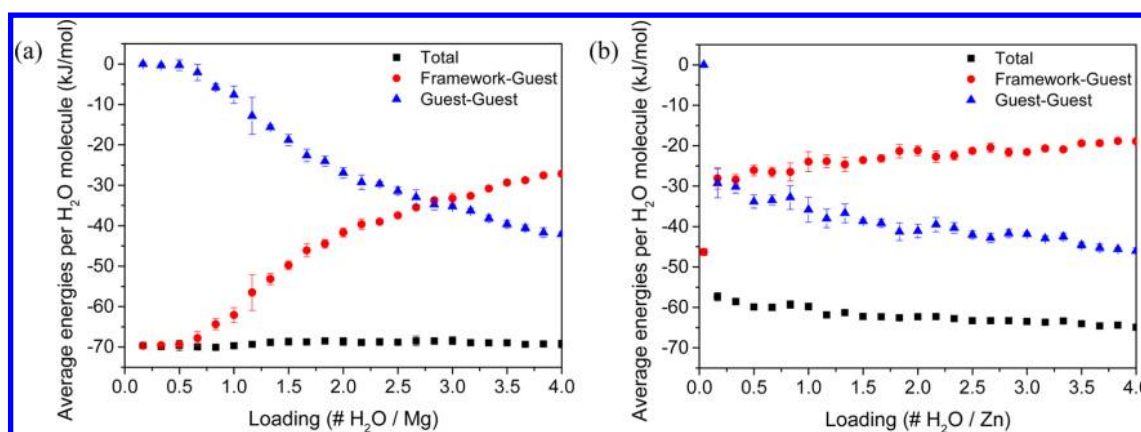 (a)
Average energies per H₂O molecule (kJ/mol)
0
-10
-20
-30
-40
-50
-60
-70
Total
Framework-Guest
Guest-Guest
0.0 0.5 1.0 1.5 2.0 2.5 3.0 3.5 4.0
Loading (# H₂O / Mg)
(b)
Average energies per H₂O molecule (kJ/mol)
0
-10
-20
-30
-40
-50
-60
-70
Total
Framework-Guest
Guest-Guest
0.0 0.5 1.0 1.5 2.0 2.5 3.0 3.5 4.0
Loading (# H₂O / Zn)